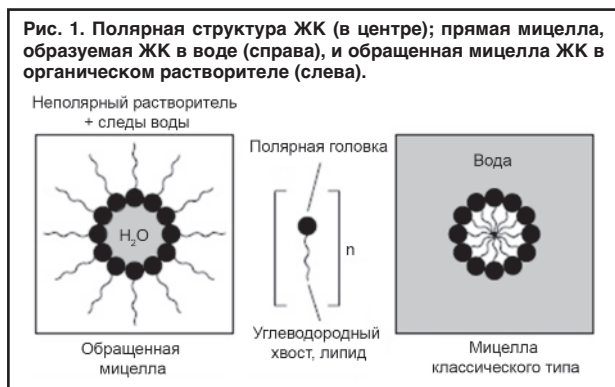 Рис. 1. Полярная структура ЖК (в центре); прямая мицелла,
образуемая ЖК в воде (справа), и обращенная мицелла ЖК в
органическом растворителе (слева).
Неполярный растворитель
+ следы воды
H₂O
Обращенная
мицелла
Полярная головка
n
Углеводородный
хвост, липид
Вода
Мицелла
классического типа